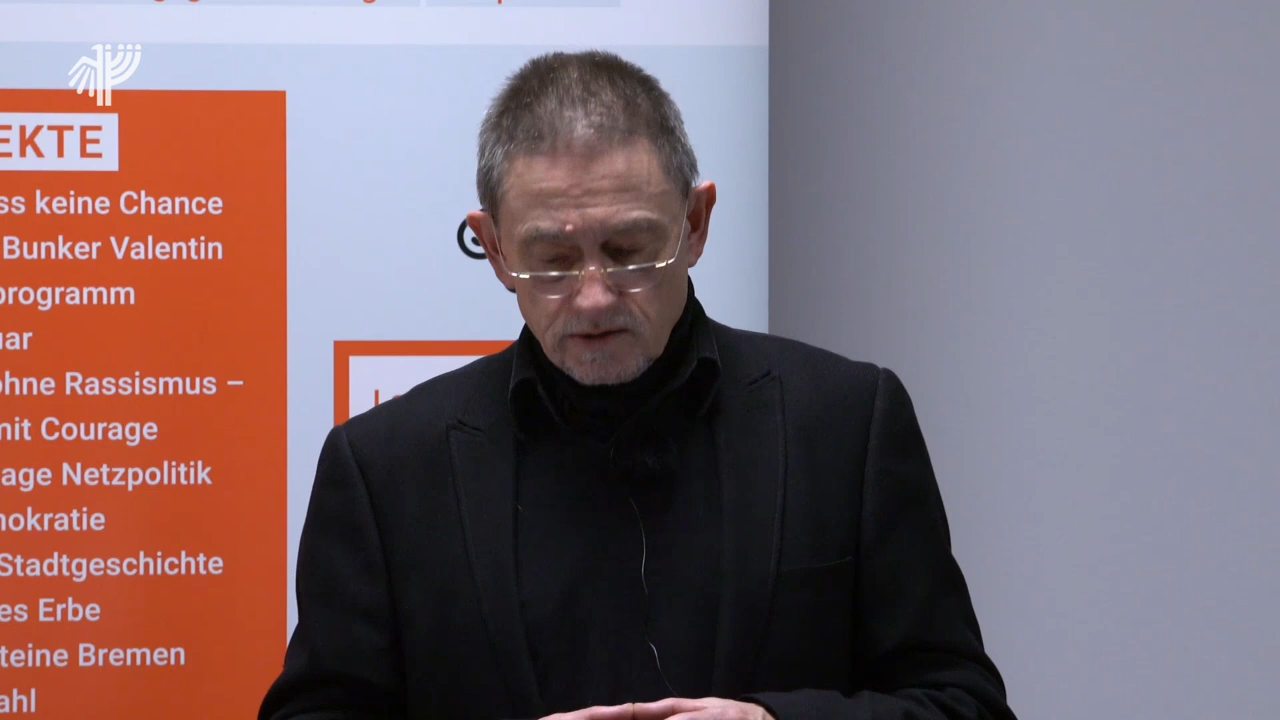 EKTE
ss keine Chance
Bunker Valentin
programm
uar
ohne Rassismus –
mit Courage
age Netzpolitik
mokratie
Stadtgeschichte
es Erbe
teine Bremen
ahl